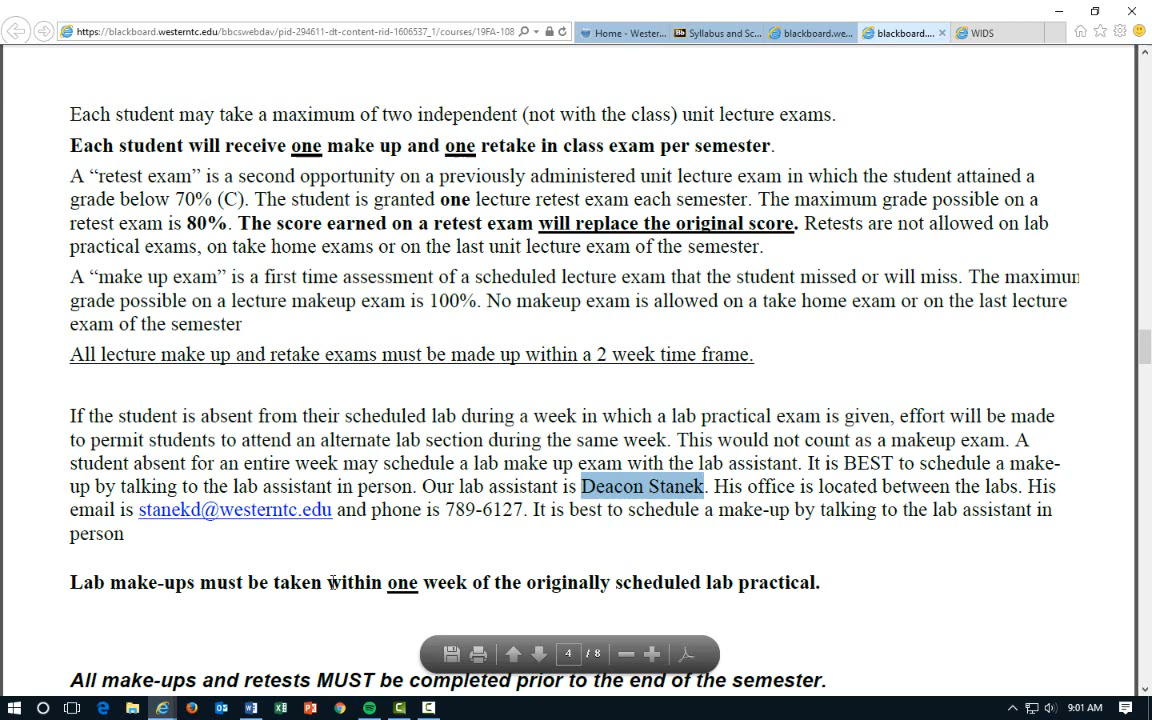 https://blackboard.westerntc.edu/bbcswebdav/pid-294611-dt-content-rid-1606537_1/courses/19FA-108
Home - Wester...
Bb Syllabus and Sc...
blackboard.we...
blackboard....
WIDS
Each student may take a maximum of two independent (not with the class) unit lecture exams.
Each student will receive one make up and one retake in class exam per semester.
A “retest exam” is a second opportunity on a previously administered unit lecture exam in which the student attained a
grade below 70% (C). The student is granted one lecture retest exam each semester. The maximum grade possible on a
retest exam is 80%. The score earned on a retest exam will replace the original score. Retests are not allowed on lab
practical exams, on take home exams or on the last unit lecture exam of the semester.
A “make up exam” is a first time assessment of a scheduled lecture exam that the student missed or will miss. The maximum
grade possible on a lecture makeup exam is 100%. No makeup exam is allowed on a take home exam or on the last lecture
exam of the semester
All lecture make up and retake exams must be made up within a 2 week time frame.
If the student is absent from their scheduled lab during a week in which a lab practical exam is given, effort will be made
to permit students to attend an alternate lab section during the same week. This would not count as a makeup exam. A
student absent for an entire week may schedule a lab make up exam with the lab assistant. It is BEST to schedule a make-
up by talking to the lab assistant in person. Our lab assistant is Deacon Stanek. His office is located between the labs. His
email is stanekd@westerntc.edu and phone is 789-6127. It is best to schedule a make-up by talking to the lab assistant in
person
Lab make-ups must be taken within one week of the originally scheduled lab practical.
4 / 8
All make-ups and retests MUST be completed prior to the end of the semester.
9:01 AM